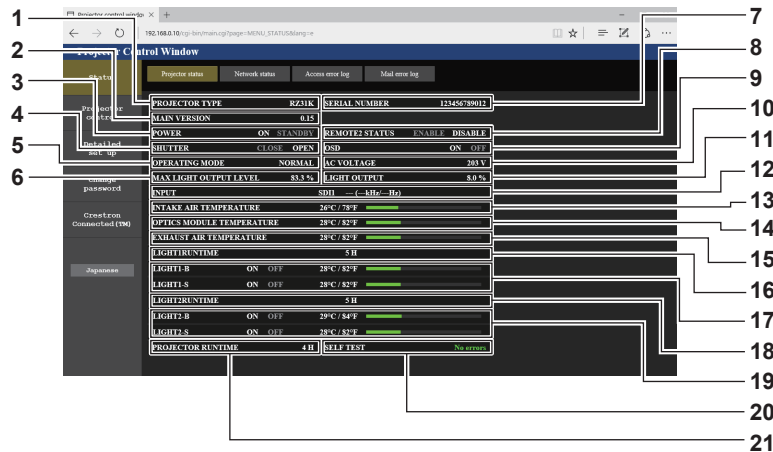 Projector control window × +
192.168.0.10/cgi-bin/main.cgi?page=MENU_STATUS&lang=e
Projector Control Window
Status
Projector control
Detailed set up
Change password
Crestron Connected(TM)
Japanese
Projector status Network status Access error log Mail error log
PROJECTOR TYPE RZ31K SERIAL NUMBER 123456789012
MAIN VERSION 0.15
POWER ON STANDBY REMOTE2 STATUS ENABLE DISABLE
SHUTTER CLOSE OPEN OSD ON OFF
OPERATING MODE NORMAL AC VOLTAGE 203 V
MAX LIGHT OUTPUT LEVEL 83.3 % LIGHT OUTPUT 8.0 %
INPUT SDI1 --- (---kHz/---Hz)
INTAKE AIR TEMPERATURE 26°C / 78°F
OPTICS MODULE TEMPERATURE 28°C / 82°F
EXHAUST AIR TEMPERATURE 28°C / 82°F
LIGHT1RUNTIME 5 H
LIGHT1-B ON OFF 28°C / 82°F
LIGHT1-S ON OFF 28°C / 82°F
LIGHT2RUNTIME 5 H
LIGHT2-B ON OFF 29°C / 84°F
LIGHT2-S ON OFF 28°C / 82°F
PROJECTOR RUNTIME 4 H SELF TEST No errors
1
2
3
4
5
6
7
8
9
10
11
12
13
14
15
16
17
18
19
20
21